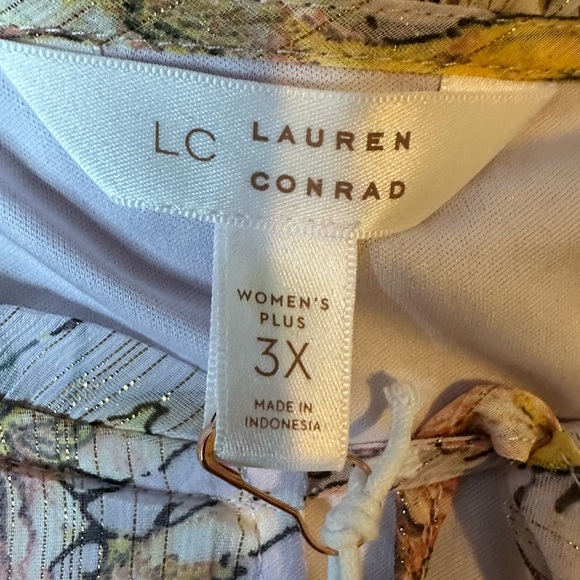 LC LAUREN
CONRAD
WOMEN'S
PLUS
3X
MADE IN
INDONESIA